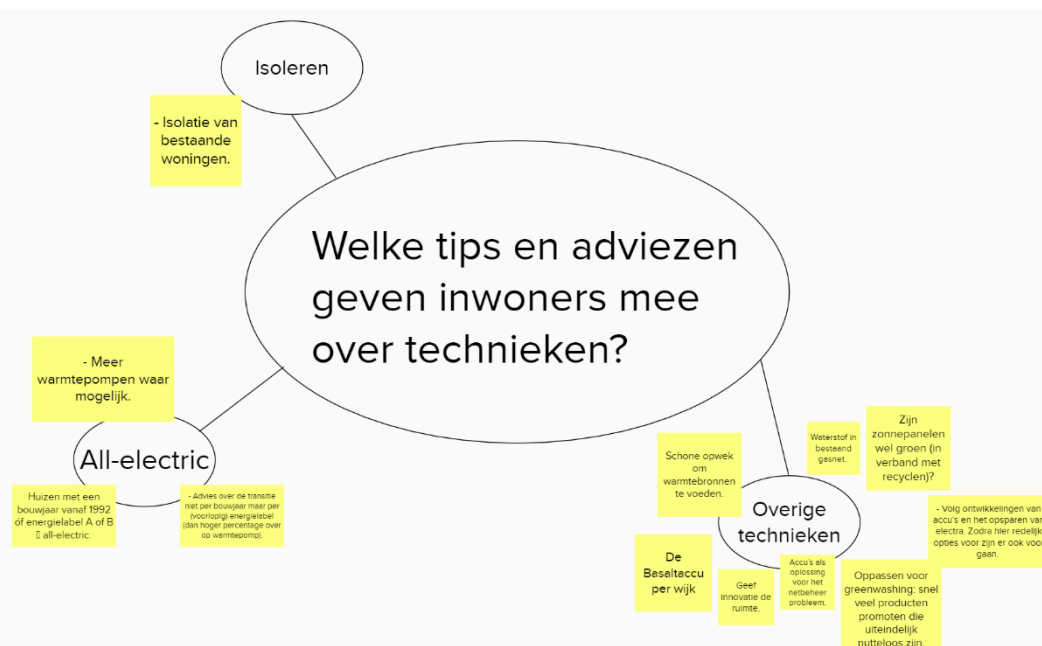 Isoleren
- Isolatie van
bestaande
woningen.
Welke tips en adviezen
geven inwoners mee
over technieken?
- Meer
warmtepompen waar
mogelijk.
All-electric
Huizen met een
bouwjaar vanaf 1992
óf energielabel A of B
▯ all-electric.
- Advies over de transitie
niet per bouwjaar maar per
(voorlopig) energielabel
(dan hoger percentage over
op warmtepomp).
Schone opwek
om
warmtebronnen
te voeden.
Waterstof in
bestaand
gasnet.
Zijn
zonnepanelen
wel groen (in
verband met
recyclen)?
Overige
technieken
- Volg ontwikkelingen van
accu's en het opsparen van
electra. Zodra hier redelijk
opties voor zijn er ook voor
gaan.
De
Basaltaccu
per wijk
Geef
innovatie de
ruimte.
Accu's als
oplossing
voor het
netbeheer
probleem.
Oppassen voor
greenwashing: snel
veel producten
promoten die
uiteindelijk
nutteloos zijn.